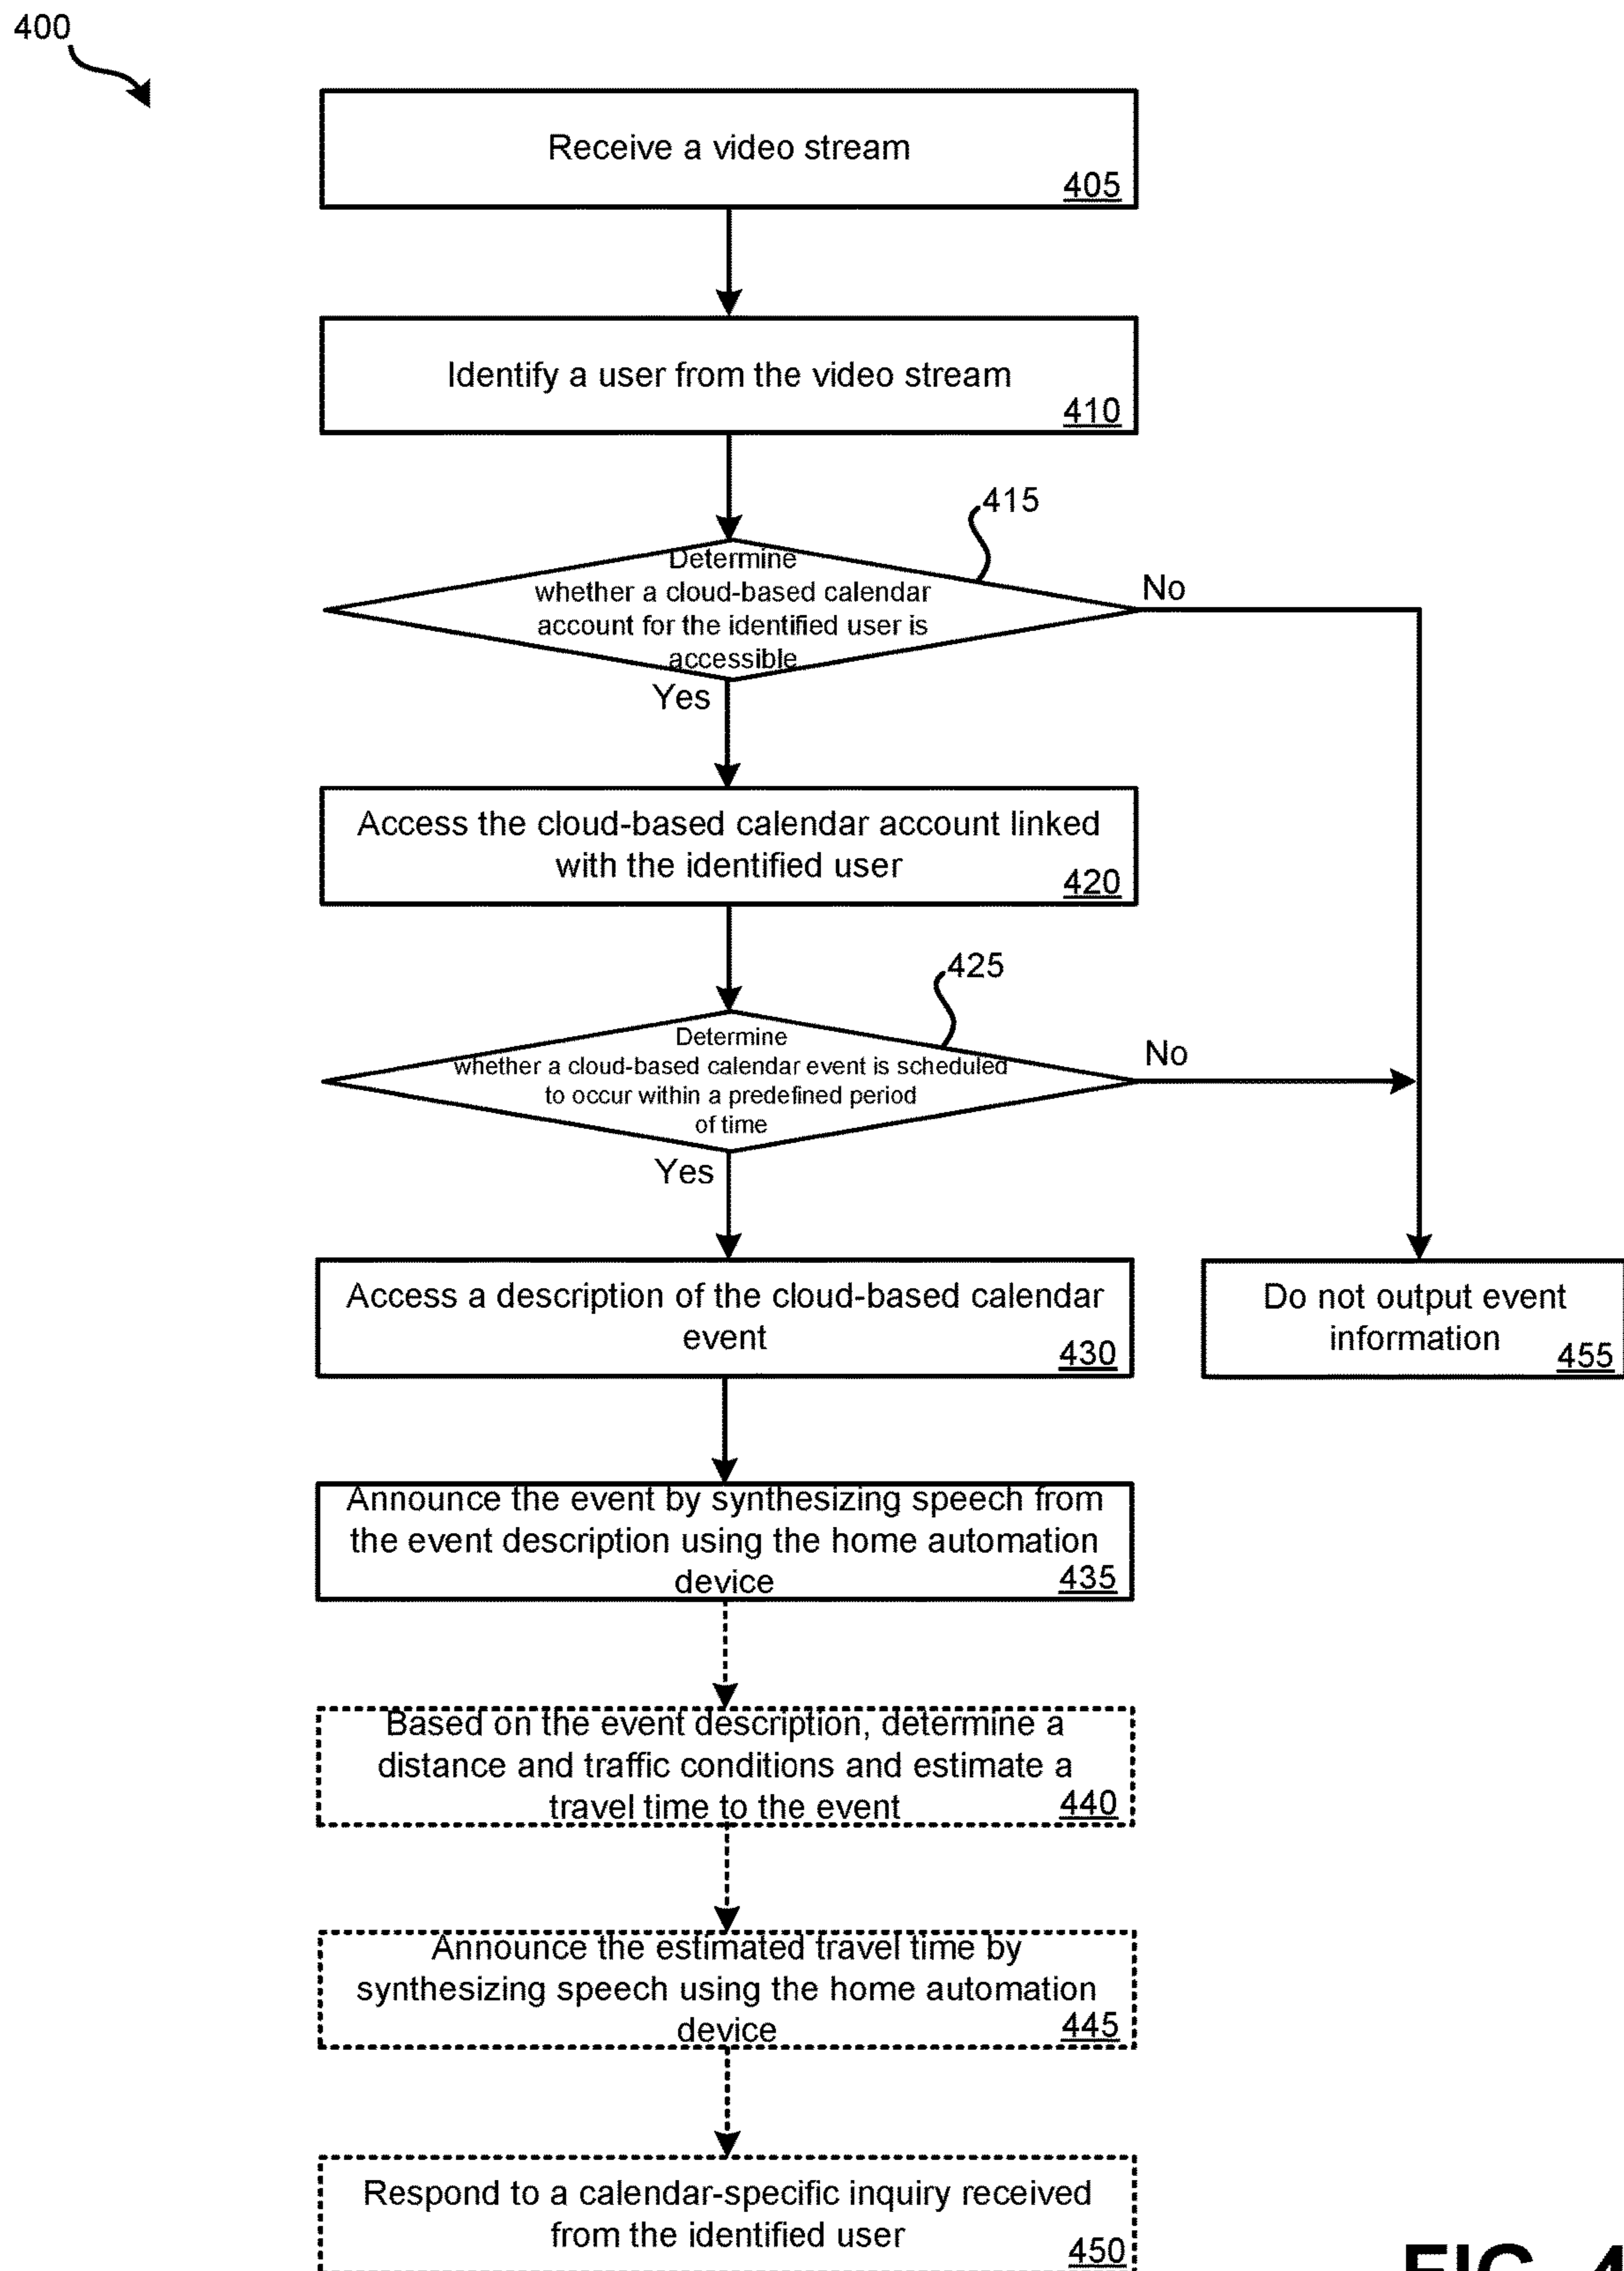 400
Receive a video stream
405
Identify a user from the video stream
410
415
Determine
whether a cloud-based calendar
account for the identified user is
accessible
No
Yes
Access the cloud-based calendar account linked
with the identified user
420
425
Determine
whether a cloud-based calendar event is scheduled
to occur within a predefined period
of time
No
Yes
Access a description of the cloud-based calendar
event
430
Do not output event
information
455
Announce the event by synthesizing speech from
the event description using the home automation
device
435
Based on the event description, determine a
distance and traffic conditions and estimate a
travel time to the event
440
Announce the estimated travel time by
synthesizing speech using the home automation
device
445
Respond to a calendar-specific inquiry received
from the identified user
450
FIG. 4